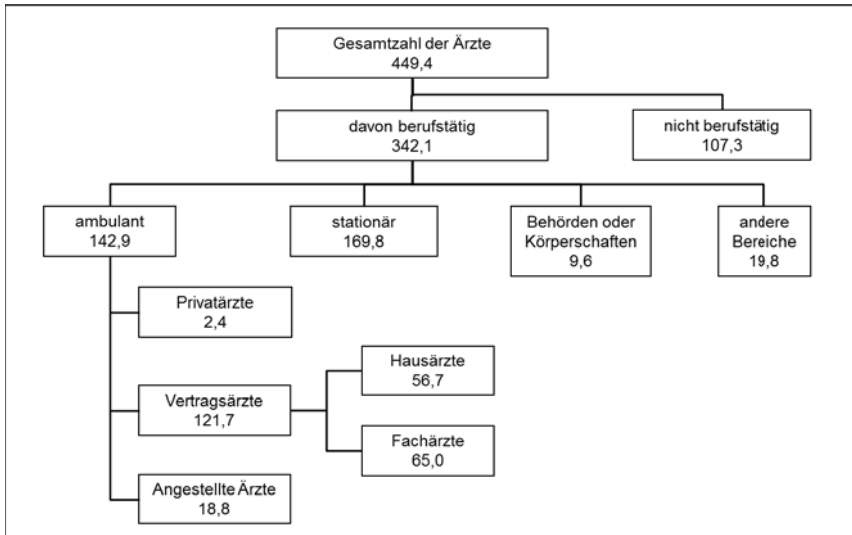 Gesamtzahl der Ärzte
449,4
davon berufstätig
342,1
nicht berufstätig
107,3
ambulant
142,9
stationär
169,8
Behörden oder
Körperschaften
9,6
andere
Bereiche
19,8
Privatärzte
2,4
Vertragsärzte
121,7
Hausärzte
56,7
Fachärzte
65,0
Angestellte Ärzte
18,8